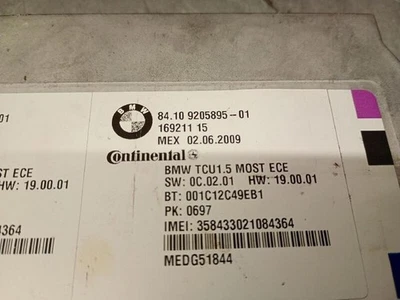 BMW
84.10 9205895-01
169211 15
MEX 02.06.2009
Continental
BMW TCU1.5 MOST ECE
SW: 0C.02.01 HW: 19.00.01
BT: 001C12C49EB1
PK: 0697
IMEI: 358433021084364
MEDG51844
01
MOST ECE
HW: 19.00.01
4364